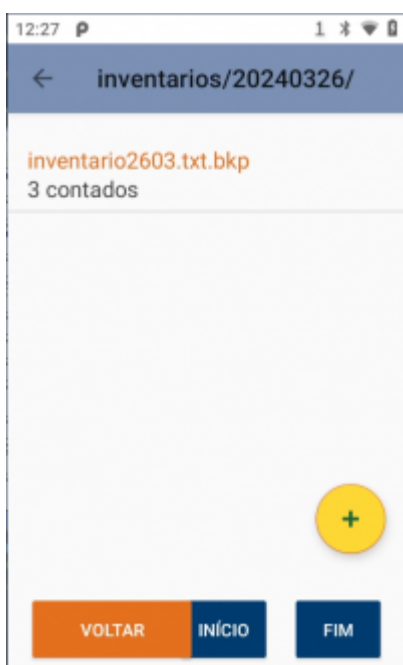 12:27 1
inventarios/20240326/
inventario2603.txt.bkp
3 contados
+
VOLTAR INÍCIO FIM